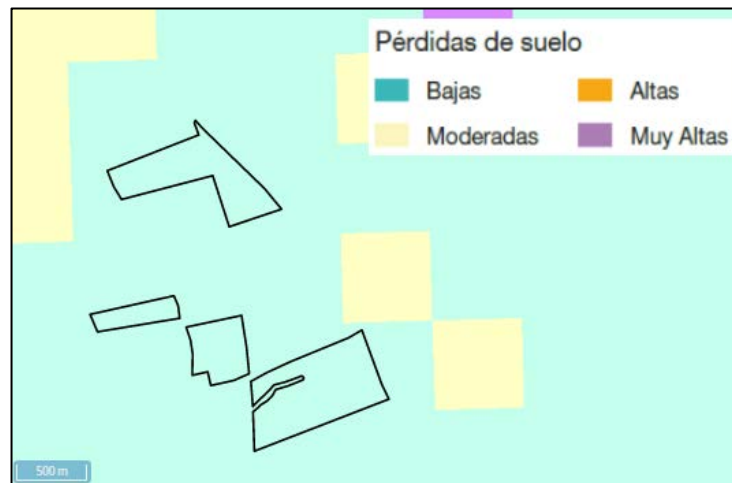 Pérdidas de suelo
Bajas
Altas
Moderadas
Muy Altas
500 m